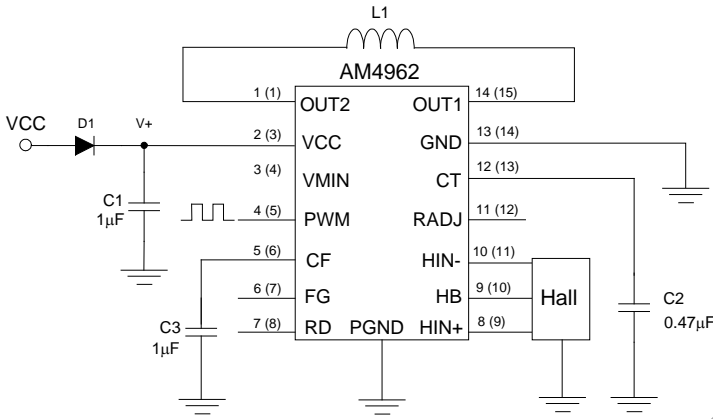 L1
AM4962
1 (1)
OUT2
OUT1
14 (15)
VCC
D1
V+
2 (3)
VCC
GND
13 (14)
3 (4)
VMIN
CT
12 (13)
C1
1µF
4 (5)
PWM
RADJ
11 (12)
5 (6)
CF
HIN-
10 (11)
6 (7)
FG
HB
9 (10)
Hall
C2
0.47µF
C3
1µF
7 (8)
RD
PGND
HIN+
8 (9)